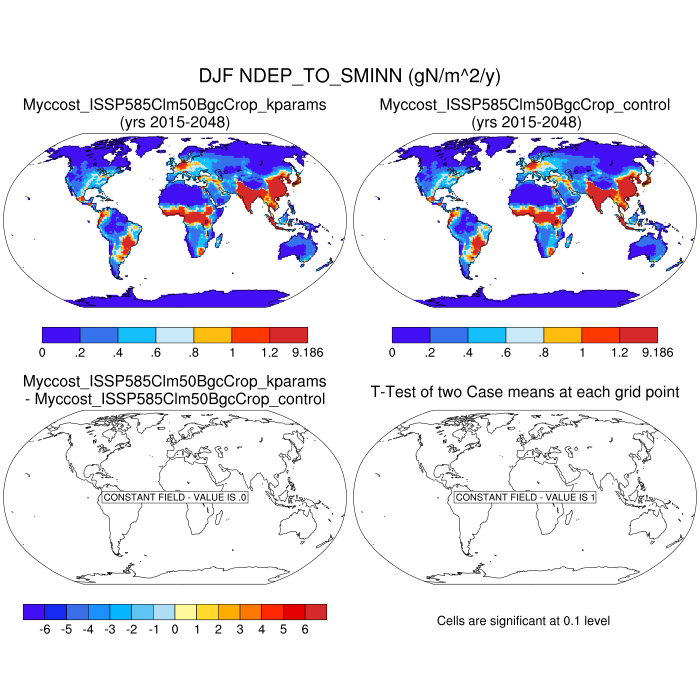 DJF NDEP_TO_SMINN (gN/m^2/y)
Myccost_ISSP585Clm50BgcCrop_kparams
(yrs 2015-2048)
Myccost_ISSP585Clm50BgcCrop_control
(yrs 2015-2048)
0 .2 .4 .6 .8 1 1.2 9.186
0 .2 .4 .6 .8 1 1.2 9.186
Myccost_ISSP585Clm50BgcCrop_kparams
- Myccost_ISSP585Clm50BgcCrop_control
T-Test of two Case means at each grid point
CONSTANT FIELD - VALUE IS .0
CONSTANT FIELD - VALUE IS 1
-6 -5 -4 -3 -2 -1 0 1 2 3 4 5 6
Cells are significant at 0.1 level